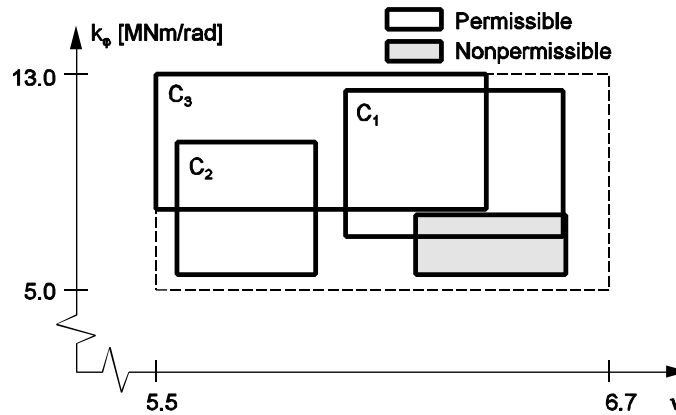 kφ [MNm/rad]
Permissible
Nonpermissible
13.0
C3
C1
C2
5.0
5.5
6.7